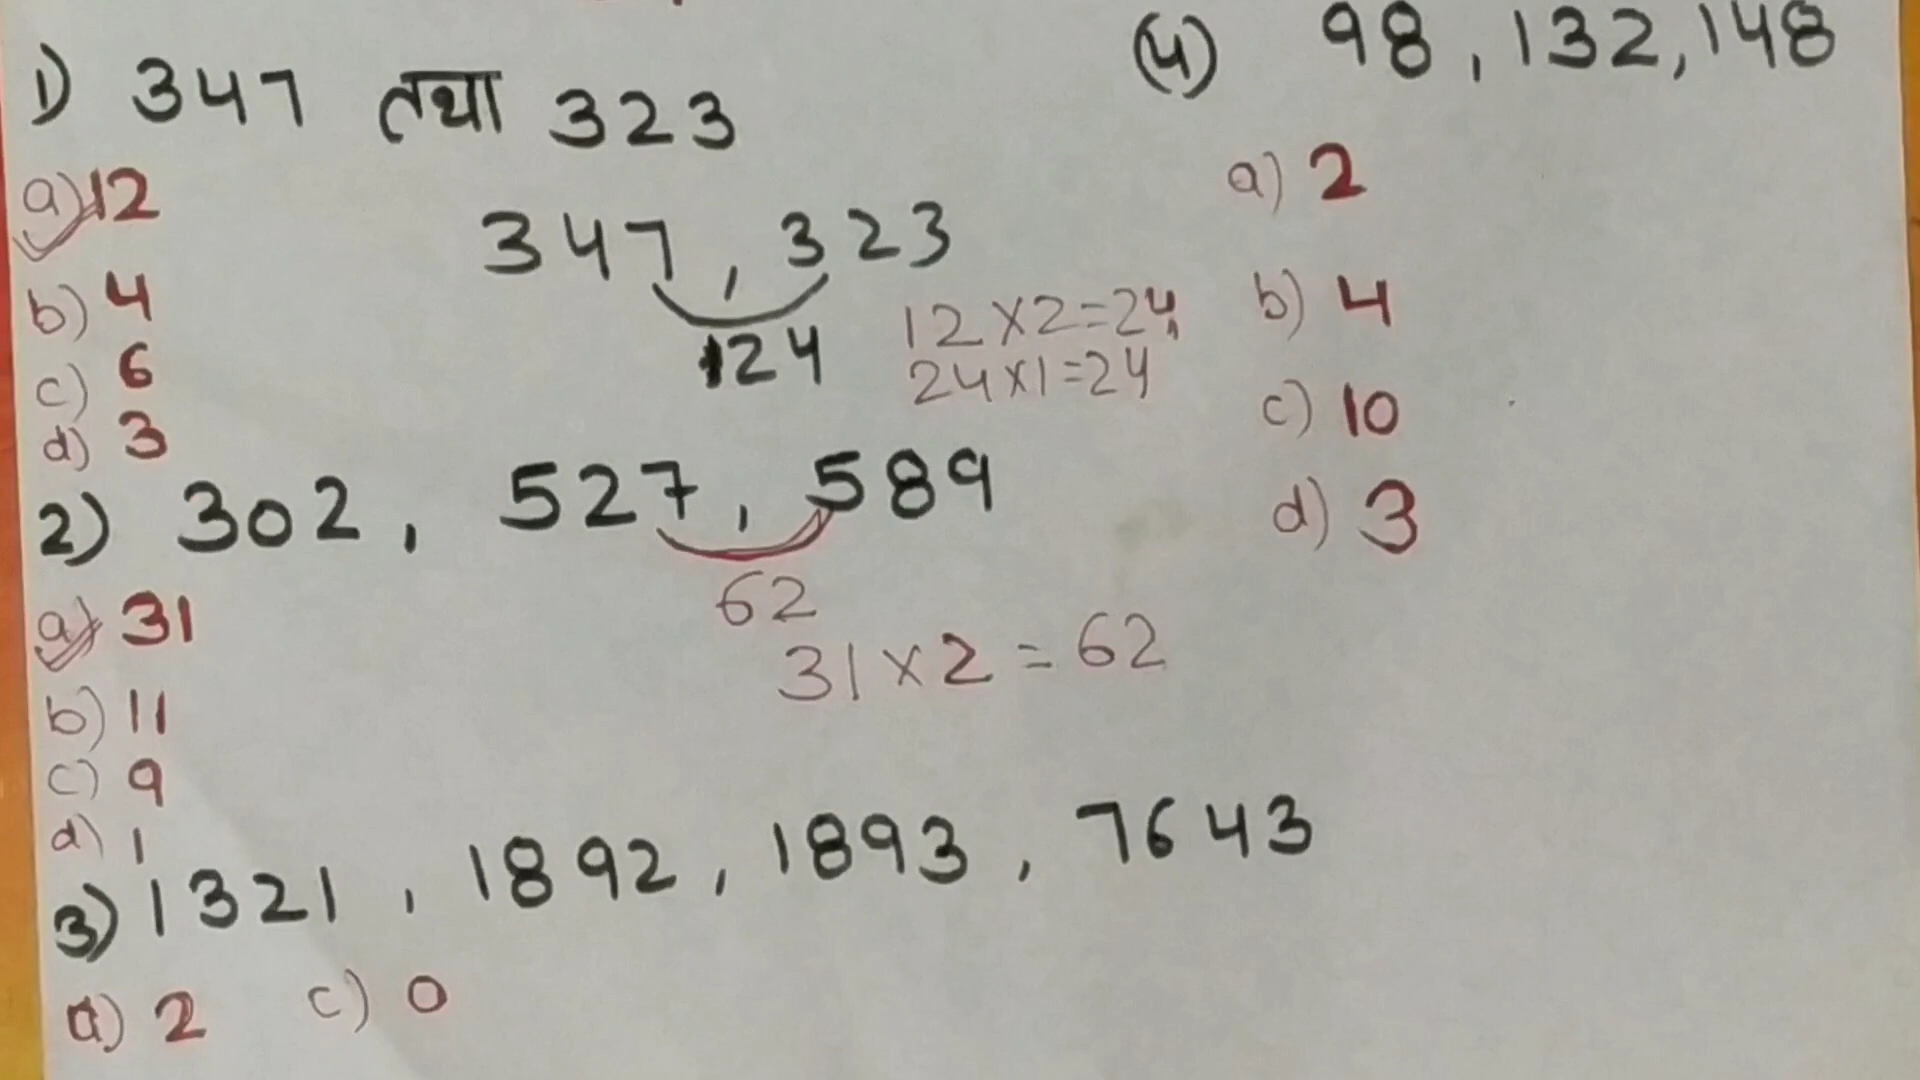 1) 347 तथा 323
a) 12
b) 4
c) 6
d) 3
347, 323
124
12×2=24
24×1=24
2) 302, 527, 589
a) 31
b) 11
c) 9
d) 1
62
31×2=62
3) 1321, 1892, 1893, 7643
a) 2 c) 0
(4) 98, 132, 148
a) 2
b) 4
c) 10
d) 3